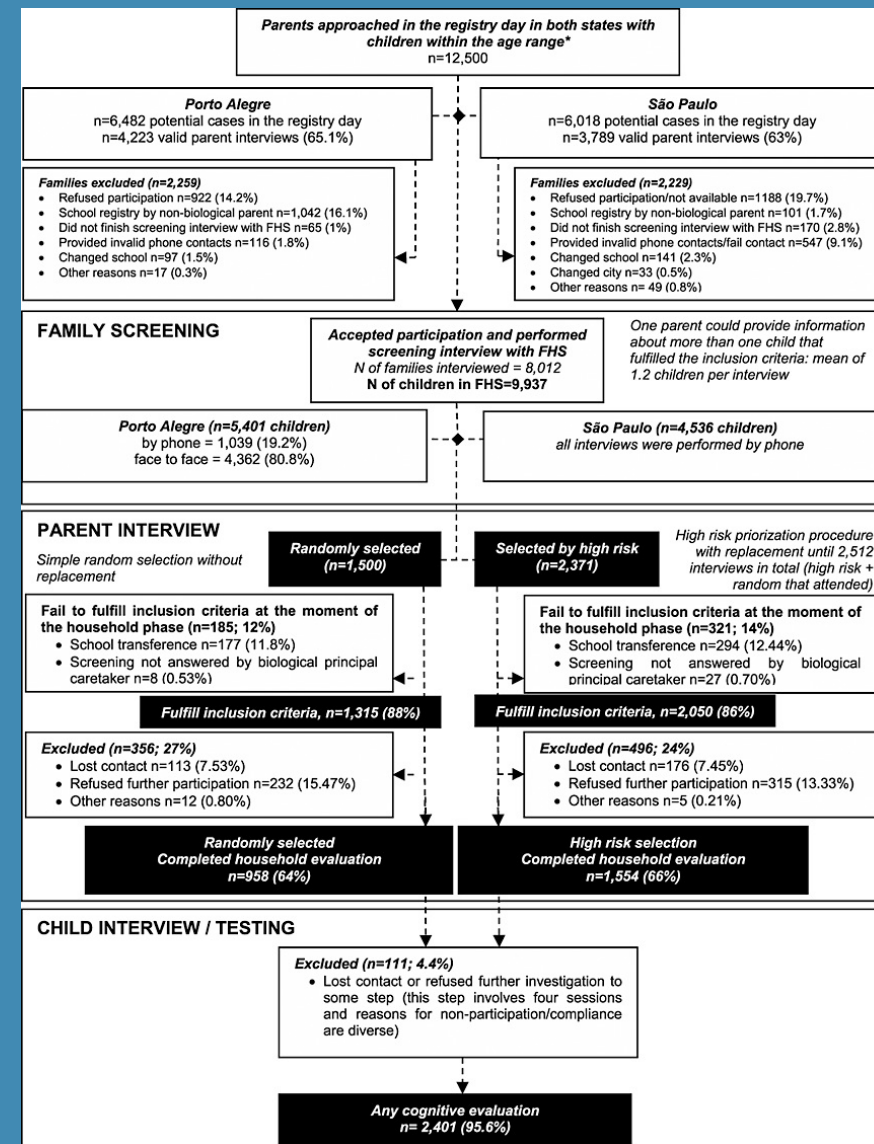 Parents approached in the registry day in both states with
children within the age range*
n=12,500
Porto Alegre
n=6,482 potential cases in the registry day
n=4,223 valid parent interviews (65.1%)
São Paulo
n=6,018 potential cases in the registry day
n=3,789 valid parent interviews (63%)
Families excluded (n=2,259)
• Refused participation n=922 (14.2%)
• School registry by non-biological parent n=1,042 (16.1%)
• Did not finish screening interview with FHS n=65 (1%)
• Provided invalid phone contacts n=116 (1.8%)
• Changed school n=97 (1.5%)
• Other reasons n=17 (0.3%)
Families excluded (n=2,229)
• Refused participation/not available n=1188 (19.7%)
• School registry by non-biological parent n=101 (1.7%)
• Did not finish screening interview with FHS n=170 (2.8%)
• Provided invalid phone contacts/fail contact n=547 (9.1%)
• Changed school n=141 (2.3%)
• Changed city n=33 (0.5%)
• Other reasons n= 49 (0.8%)
FAMILY SCREENING
Accepted participation and performed
screening interview with FHS
N of families interviewed = 8,012
N of children in FHS=9,937
One parent could provide information
about more than one child that
fulfilled the inclusion criteria: mean of
1.2 children per interview
Porto Alegre (n=5,401 children)
by phone = 1,039 (19.2%)
face to face = 4,362 (80.8%)
São Paulo (n=4,536 children)
all interviews were performed by phone
PARENT INTERVIEW
Simple random selection without
replacement
Randomly selected
(n=1,500)
Selected by high risk
(n=2,371)
High risk priorization procedure
with replacement until 2,512
interviews in total (high risk +
random that attended)
Fail to fulfill inclusion criteria at the moment of
the household phase (n=185; 12%)
• School transference n=177 (11.8%)
• Screening not answered by biological principal
caretaker n=8 (0.53%)
Fail to fulfill inclusion criteria at the moment of
the household phase (n=321; 14%)
• School transference n=294 (12.44%)
• Screening not answered by biological
principal caretaker n=27 (0.70%)
Fulfill inclusion criteria, n=1,315 (88%)
Fulfill inclusion criteria, n=2,050 (86%)
Excluded (n=356; 27%)
• Lost contact n=113 (7.53%)
• Refused further participation n=232 (15.47%)
• Other reasons n=12 (0.80%)
Excluded (n=496; 24%)
• Lost contact n=176 (7.45%)
• Refused further participation n=315 (13.33%)
• Other reasons n=5 (0.21%)
Randomly selected
Completed household evaluation
n=958 (64%)
High risk selection
Completed household evaluation
n=1,554 (66%)
CHILD INTERVIEW / TESTING
Excluded (n=111; 4.4%)
• Lost contact or refused further investigation to
some step (this step involves four sessions
and reasons for non-participation/compliance
are diverse)
Any cognitive evaluation
n= 2,401 (95.6%)